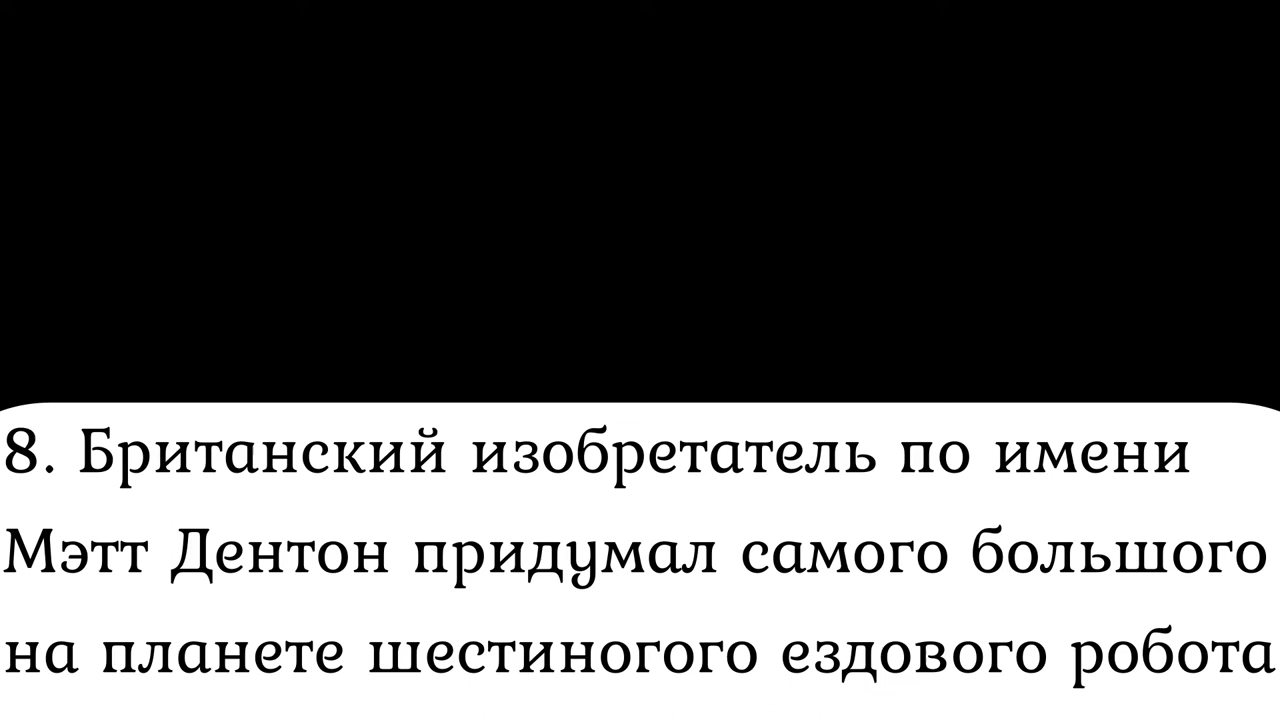 8. Британский изобретатель по имени
Мэтт Дентон придумал самого большого
на планете шестиногого ездового робота